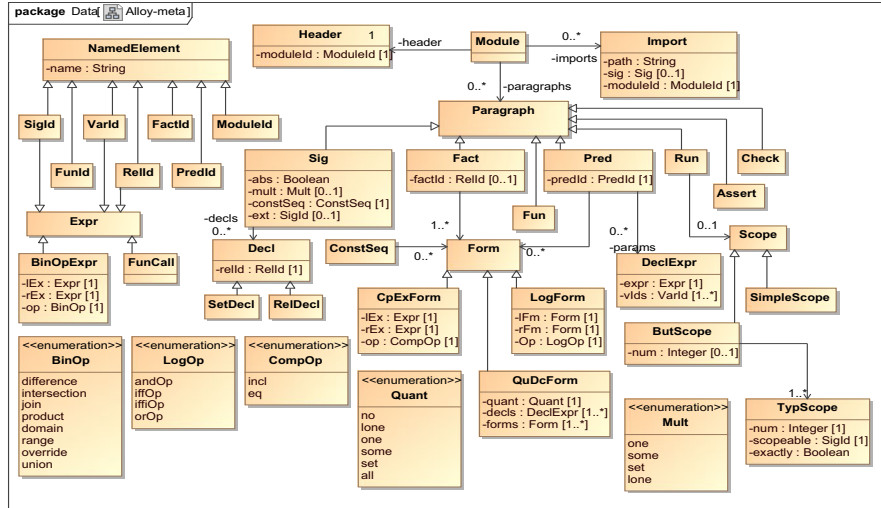 package Data[ Alloy-meta]
NamedElement
-name : String
Header 1
-moduleId : ModuleId [1]
-header
Module
0..*
-imports
Import
-path : String
-sig : Sig [0..1]
-moduleId : ModuleId [1]
0..*
-paragraphs
Paragraph
SigId
VarId
FactId
ModuleId
FunId
RelId
PredId
Sig
-abs : Boolean
-mult : Mult [0..1]
-constSeq : ConstSeq [1]
-ext : SigId [0..1]
Fact
-factId : RelId [0..1]
Pred
-predId : PredId [1]
Run
Check
Assert
Fun
Expr
-decls
0..*
1..*
0..*
-params
0..1
Scope
BinOpExpr
-lEx : Expr [1]
-rEx : Expr [1]
-op : BinOp [1]
FunCall
Decl
-relId : RelId [1]
ConstSeq
0..*
Form
0..*
DeclExpr
-expr : Expr [1]
-vIds : VarId [1..*]
SimpleScope
SetDecl
RelDecl
CpExForm
-lEx : Expr [1]
-rEx : Expr [1]
-op : CompOp [1]
LogForm
-lFm : Form [1]
-rFm : Form [1]
-Op : LogOp [1]
ButScope
-num : Integer [0..1]
<<enumeration>>
BinOp
difference
intersection
join
product
domain
range
override
union
<<enumeration>>
LogOp
andOp
iffOp
iffiOp
orOp
<<enumeration>>
CompOp
incl
eq
<<enumeration>>
Quant
no
lone
one
some
set
all
QuDcForm
-quant : Quant [1]
-decls : DeclExpr [1..*]
-forms : Form [1..*]
<<enumeration>>
Mult
one
some
set
lone
1..*
TypScope
-num : Integer [1]
-scopeable : SigId [1]
-exactly : Boolean